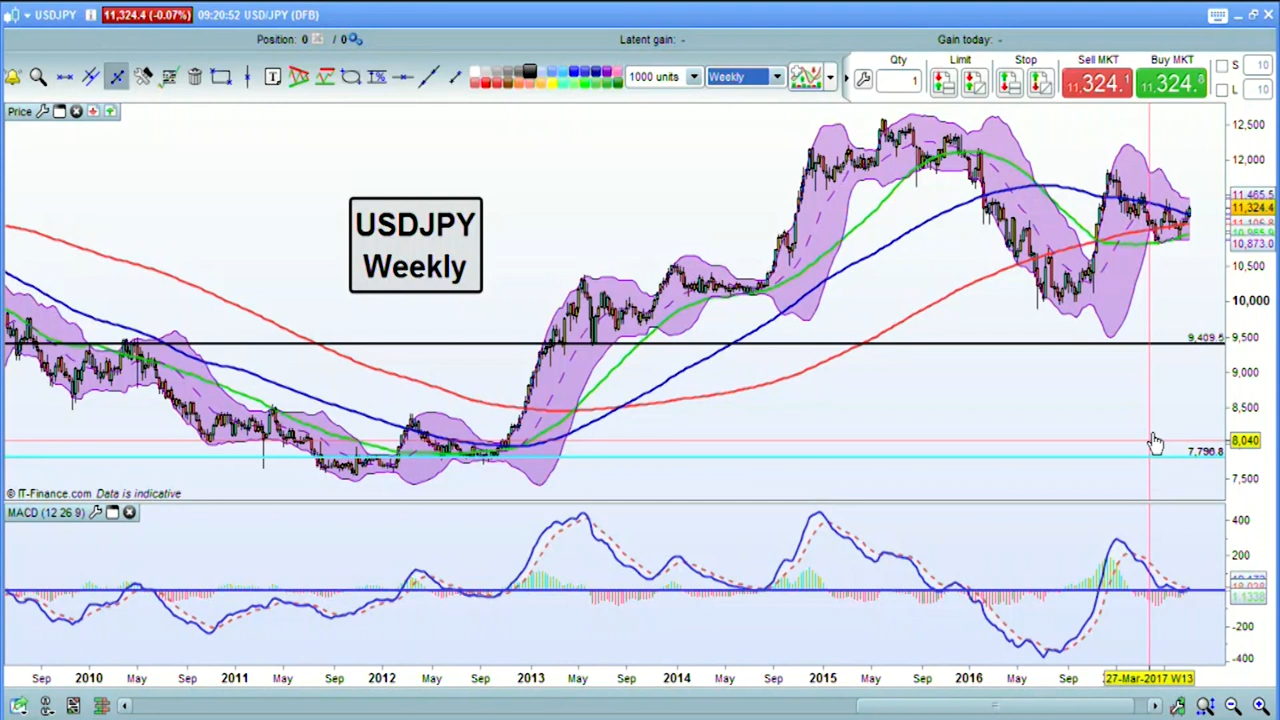 USDJPY 11,324.4 (-0.07%) 09:20:52 USD/JPY (DFB)
Position: 0 / 0 Latent gain: - Gain today: -
1000 units Weekly Qty 1 Limit Stop Sell MKT 11,324.1 Buy MKT 11,324.8 S 10 L 10
Price
12,500
12,000
11,465.5
11,324.4
10,873.0
10,500
10,000
9,409.5
9,500
9,000
8,500
8,040
7,500
USDJPY
Weekly
© IT-Finance.com Data is indicative
MACD (12 26 9)
400
200
1.1338
-200
-400
Sep 2010 May Sep 2011 May Sep 2012 May Sep 2013 May Sep 2014 May Sep 2015 May Sep 2016 May Sep 27-Mar-2017 W13